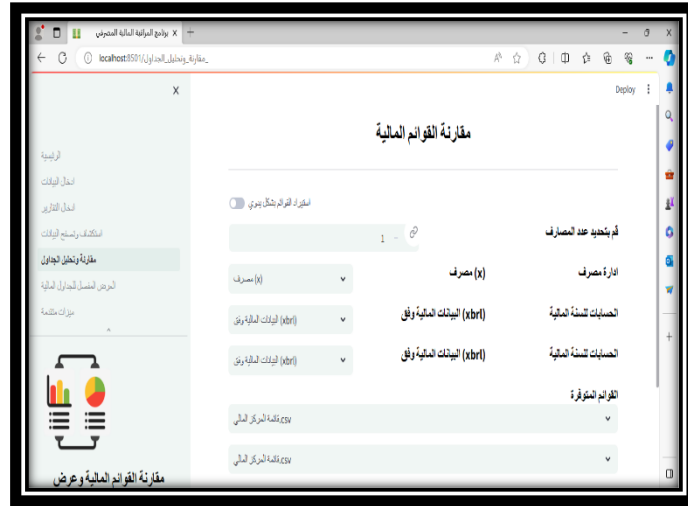 برنامج المراقبة المالية المصرفي
localhost:8501/مقارنة_وتحليل_الجداول_
Deploy
الرئيسية
ادخال البيانات
ادخال التقارير
استكشاف وتصفح البيانات
مقارنة وتحليل الجداول
العرض المفصل للجداول المالية
ميزات متقدمة
مقارنة القوائم المالية وعرض
مقارنة القوائم المالية
استيراد القوائم بشكل يدوي
قم بتحديد عدد المصارف
1
ادارة مصرف
(x) مصرف
(x) مصرف
الحسابات للسنة المالية
(xbrl) البيانات المالية وفق
(xbrl) البيانات المالية وفق
الحسابات للسنة المالية
(xbrl) البيانات المالية وفق
(xbrl) البيانات المالية وفق
القوائم المتوفرة
قائمة المركز المالي.csv
قائمة المركز المالي.csv